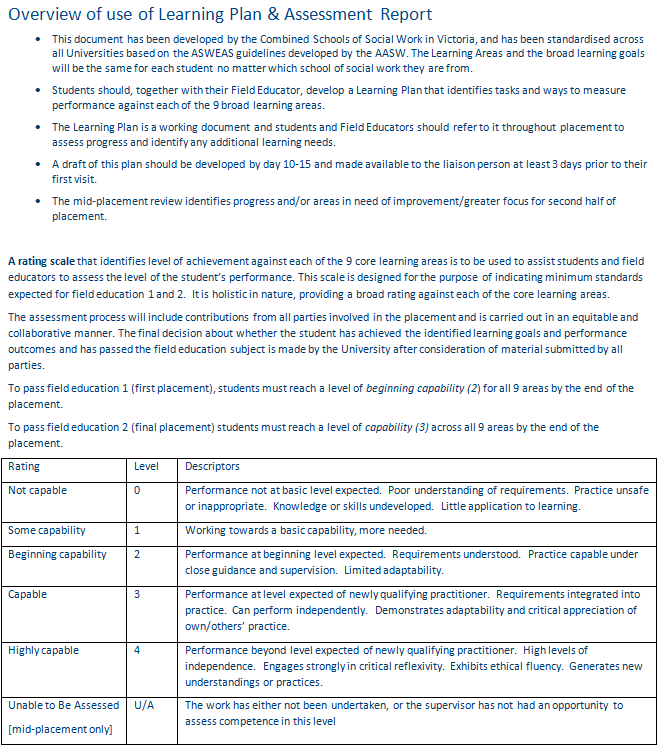 Overview of use of Learning Plan & Assessment Report
• This document has been developed by the Combined Schools of Social Work in Victoria, and has been standardised across
all Universities based on the ASWEAS guidelines developed by the AASW. The Learning Areas and the broad learning goals
will be the same for each student no matter which school of social work they are from.
• Students should, together with their Field Educator, develop a Learning Plan that identifies tasks and ways to measure
performance against each of the 9 broad learning areas.
• The Learning Plan is a working document and students and Field Educators should refer to it throughout placement to
assess progress and identify any additional learning needs.
• A draft of this plan should be developed by day 10-15 and made available to the liaison person at least 3 days prior to their
first visit.
• The mid-placement review identifies progress and/or areas in need of improvement/greater focus for second half of
placement.
A rating scale that identifies level of achievement against each of the 9 core learning areas is to be used to assist students and field
educators to assess the level of the student's performance. This scale is designed for the purpose of indicating minimum standards
expected for field education 1 and 2. It is holistic in nature, providing a broad rating against each of the core learning areas.
The assessment process will include contributions from all parties involved in the placement and is carried out in an equitable and
collaborative manner. The final decision about whether the student has achieved the identified learning goals and performance
outcomes and has passed the field education subject is made by the University after consideration of material submitted by all
parties.
To pass field education 1 (first placement), students must reach a level of beginning capability (2) for all 9 areas by the end of the
placement.
To pass field education 2 (final placement) students must reach a level of capability (3) across all 9 areas by the end of the
placement.
Rating Level Descriptors
Not capable 0 Performance not at basic level expected. Poor understanding of requirements. Practice unsafe
or inappropriate. Knowledge or skills undeveloped. Little application to learning.
Some capability 1 Working towards a basic capability, more needed.
Beginning capability 2 Performance at beginning level expected. Requirements understood. Practice capable under
close guidance and supervision. Limited adaptability.
Capable 3 Performance at level expected of newly qualifying practitioner. Requirements integrated into
practice. Can perform independently. Demonstrates adaptability and critical appreciation of
own/others' practice.
Highly capable 4 Performance beyond level expected of newly qualifying practitioner. High levels of
independence. Engages strongly in critical reflexivity. Exhibits ethical fluency. Generates new
understandings or practices.
Unable to Be Assessed U/A The work has either not been undertaken, or the supervisor has not had an opportunity to
[mid-placement only] assess competence in this level